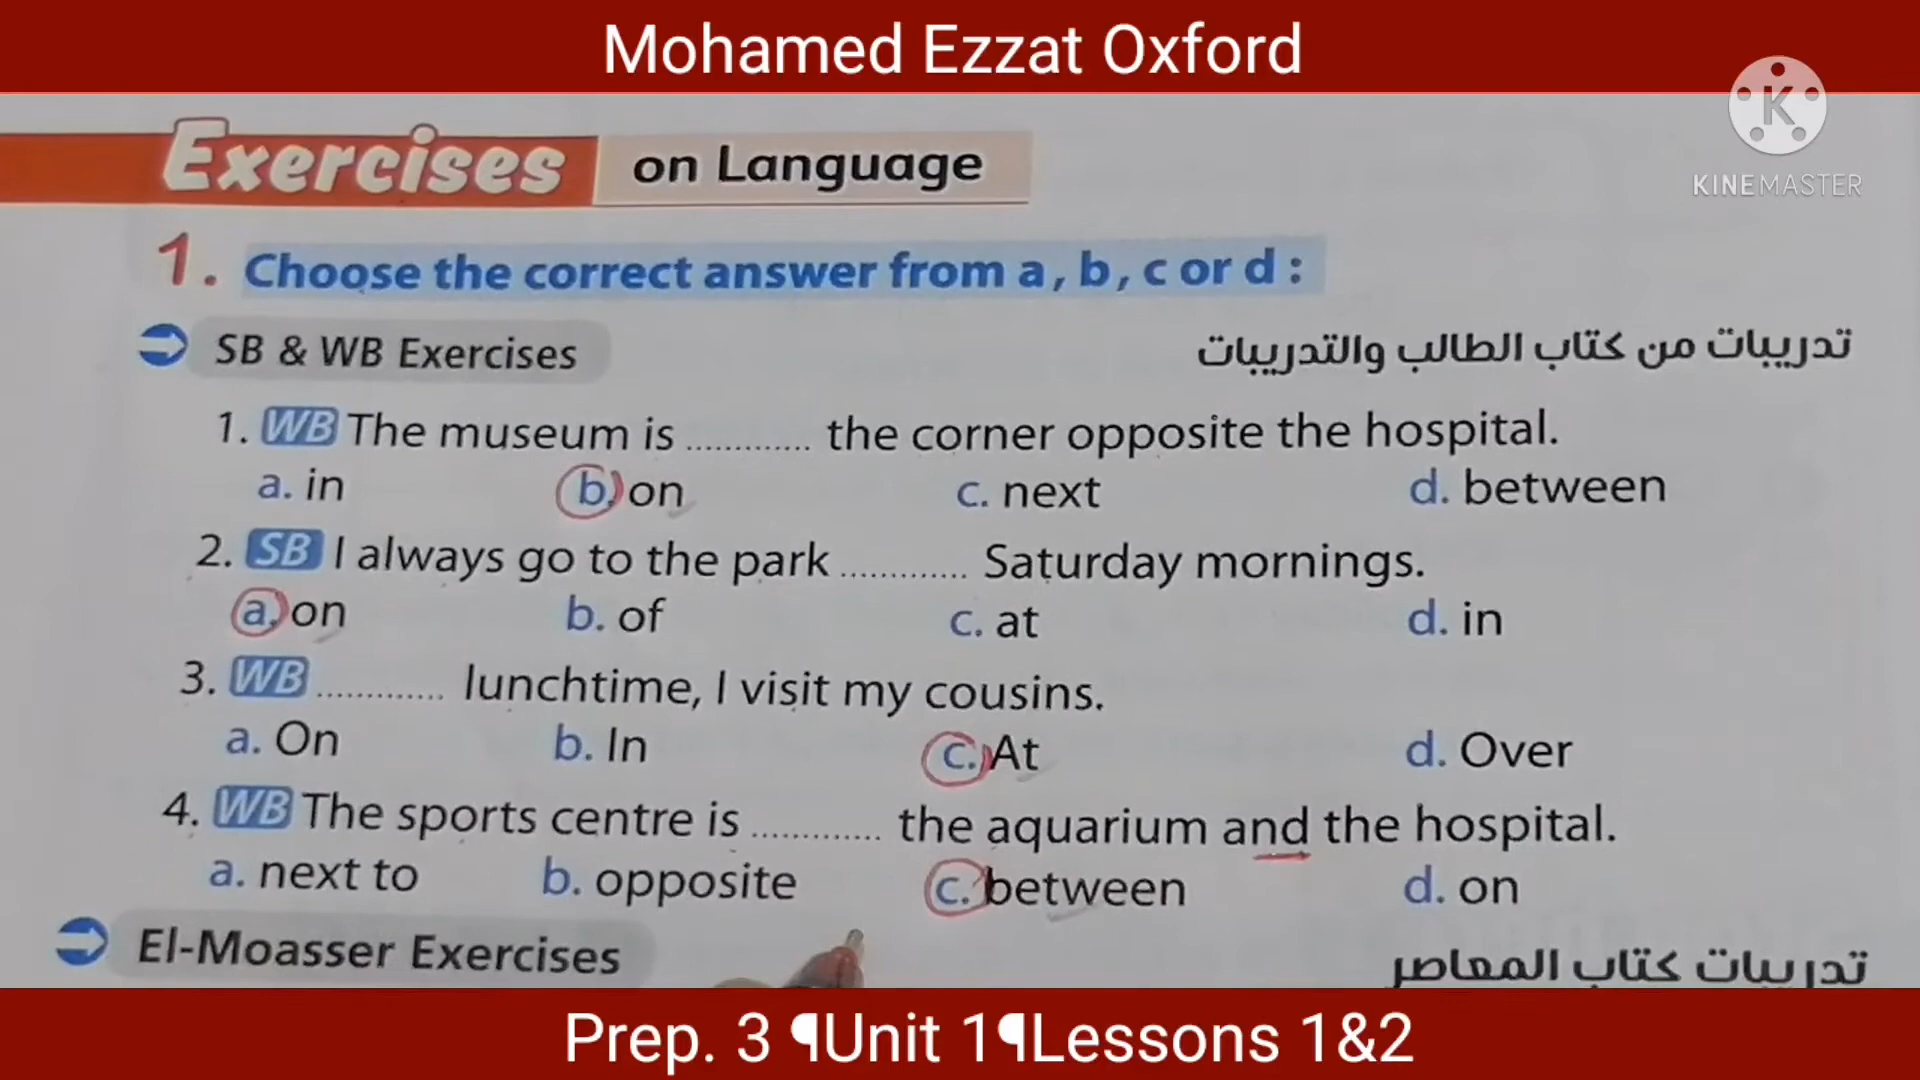 Mohamed Ezzat Oxford
KINEMASTER
Exercises on Language
1. Choose the correct answer from a, b, c or d :
SB & WB Exercises تدريبات من كتاب الطالب والتدريبات
1. WB The museum is ............ the corner opposite the hospital.
a. in b. on c. next d. between
2. SB I always go to the park ............ Saturday mornings.
a. on b. of c. at d. in
3. WB ............ lunchtime, I visit my cousins.
a. On b. In c. At d. Over
4. WB The sports centre is ............ the aquarium and the hospital.
a. next to b. opposite c. between d. on
El-Moasser Exercises تدريبات كتاب المعاصر
Prep. 3 ¶Unit 1¶Lessons 1&2